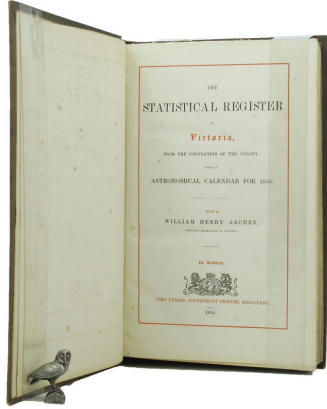 THE
STATISTICAL REGISTER
OF
Victoria,
FROM THE FOUNDATION OF THE COLONY.
WITH AN
ASTRONOMICAL CALENDAR FOR 1855.
EDITED BY
WILLIAM HENRY ARCHER,
By Authority:
JOHN FERRES, GOVERNMENT PRINTER, MELBOURNE.
1854.